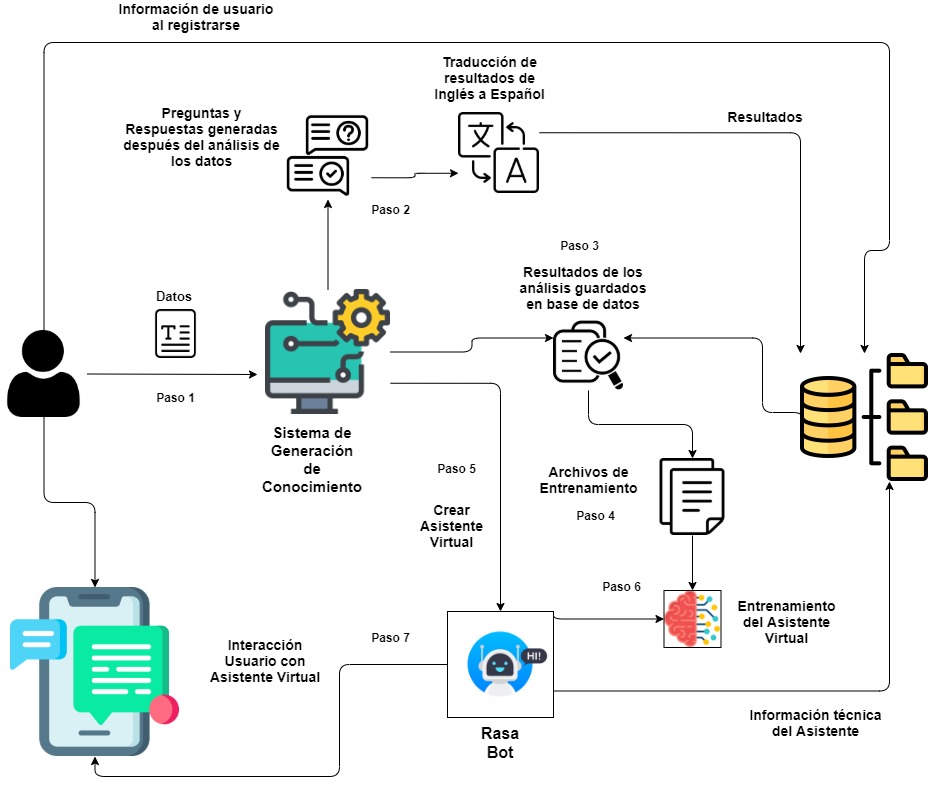 Información de usuario
al registrarse
Traducción de
resultados de
Inglés a Español
Preguntas y
Respuestas generadas
después del análisis de
los datos
Resultados
文
A
?
Paso 2
Paso 3
Resultados de los
análisis guardados
en base de datos
Datos
T
Paso 1
Sistema de
Generación
de
Conocimiento
Paso 5
Crear
Asistente
Virtual
Archivos de
Entrenamiento
Paso 4
Paso 6
Entrenamiento
del Asistente
Virtual
Paso 7
Interacción
Usuario con
Asistente Virtual
HI!
Rasa
Bot
Información técnica
del Asistente